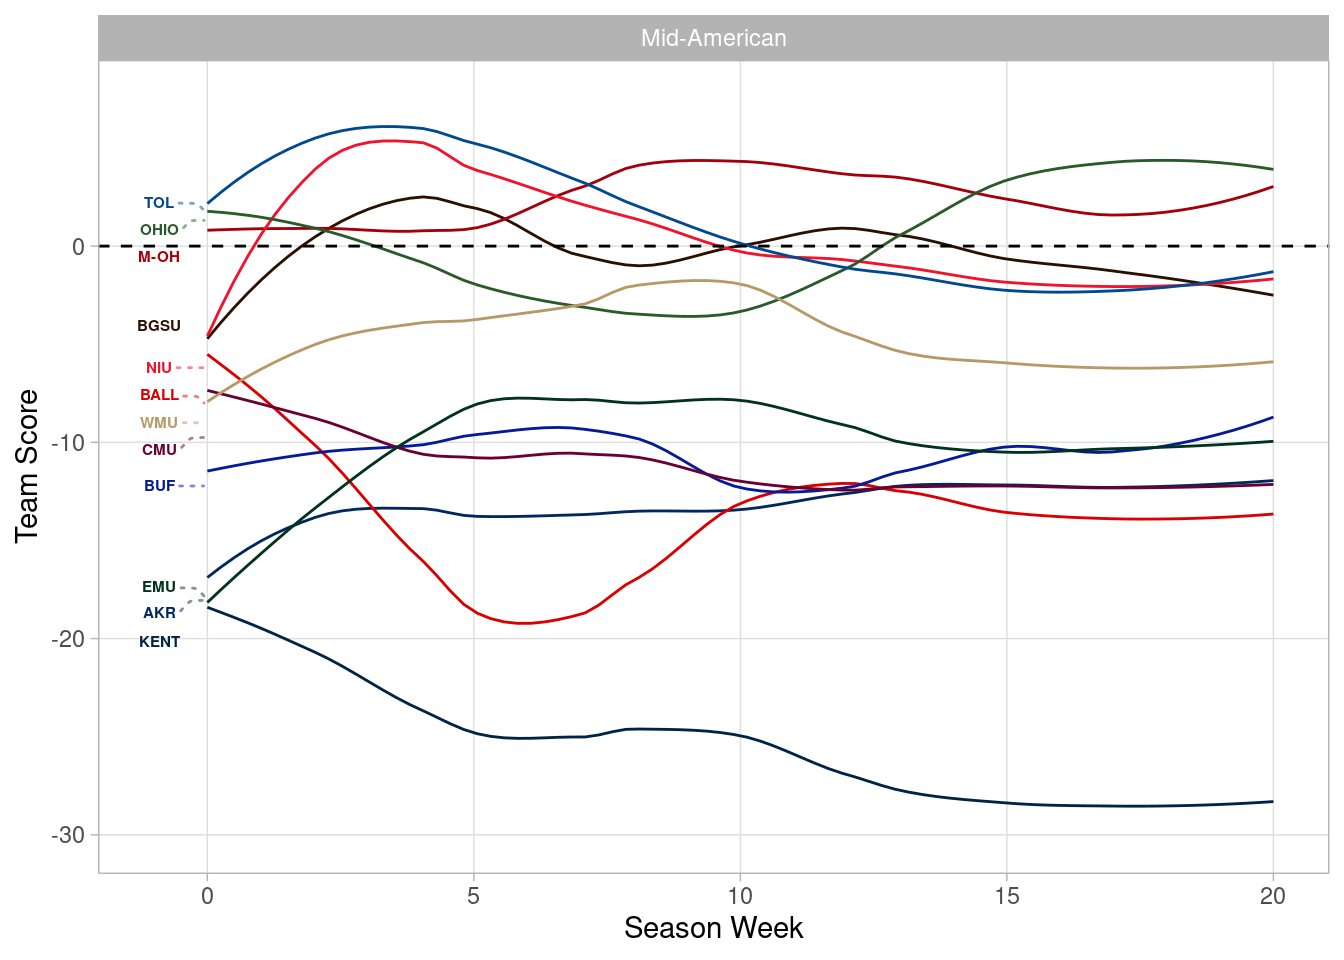 Mid-American
Team Score
0
-10
-20
-30
TOL
OHIO
M-OH
BGSU
NIU
BALL
WMU
CMU
BUF
EMU
AKR
KENT
0 5 10 15 20
Season Week